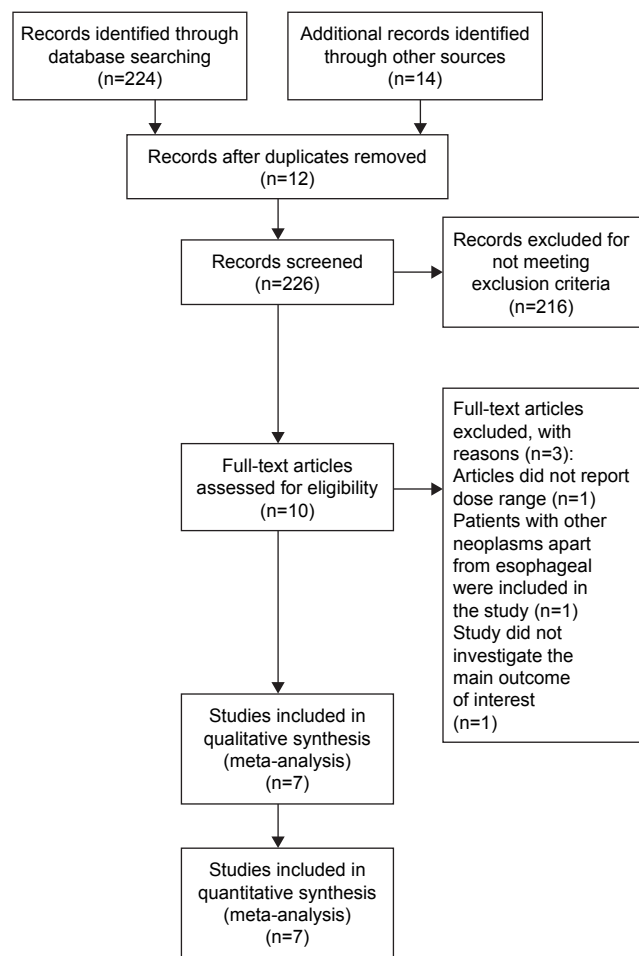 Records identified through
database searching
(n=224)
Additional records identified
through other sources
(n=14)
Records after duplicates removed
(n=12)
Records screened
(n=226)
Records excluded for
not meeting
exclusion criteria
(n=216)
Full-text articles
assessed for eligibility
(n=10)
Full-text articles
excluded, with
reasons (n=3):
Articles did not report
dose range (n=1)
Patients with other
neoplasms apart
from esophageal
were included in
the study (n=1)
Study did not
investigate the
main outcome
of interest
(n=1)
Studies included in
qualitative synthesis
(meta-analysis)
(n=7)
Studies included in
quantitative synthesis
(meta-analysis)
(n=7)